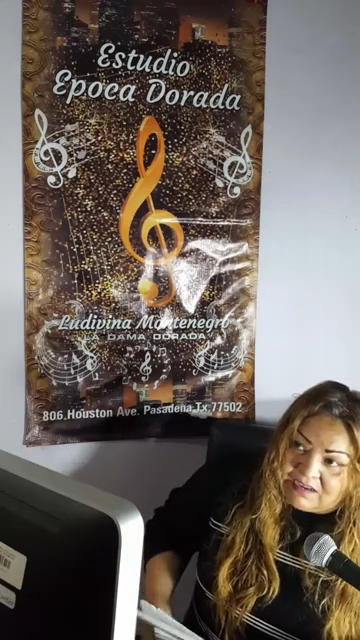 Estudio
Epoca Dorada
Ludivina Montenegro
LA DAMA DORADA
806 Houston Ave. Pasadena Tx, 77502